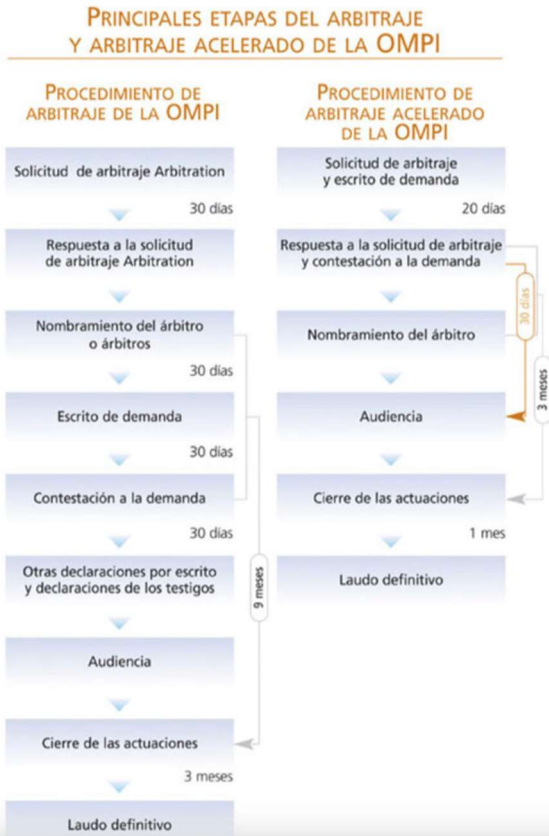 PRINCIPALES ETAPAS DEL ARBITRAJE
Y ARBITRAJE ACELERADO DE LA OMPI
PROCEDIMIENTO DE
ARBITRAJE DE LA OMPI
Solicitud de arbitraje Arbitration
30 días
Respuesta a la solicitud
de arbitraje Arbitration
Nombramiento del árbitro
o árbitros
30 días
Escrito de demanda
30 días
Contestación a la demanda
30 días
Otras declaraciones por escrito
y declaraciones de los testigos
9 meses
Audiencia
Cierre de las actuaciones
3 meses
Laudo definitivo
PROCEDIMIENTO DE
ARBITRAJE ACELERADO
DE LA OMPI
Solicitud de arbitraje
y escrito de demanda
20 días
Respuesta a la solicitud de arbitraje
y contestación a la demanda
30 días
Nombramiento del árbitro
3 meses
Audiencia
Cierre de las actuaciones
1 mes
Laudo definitivo